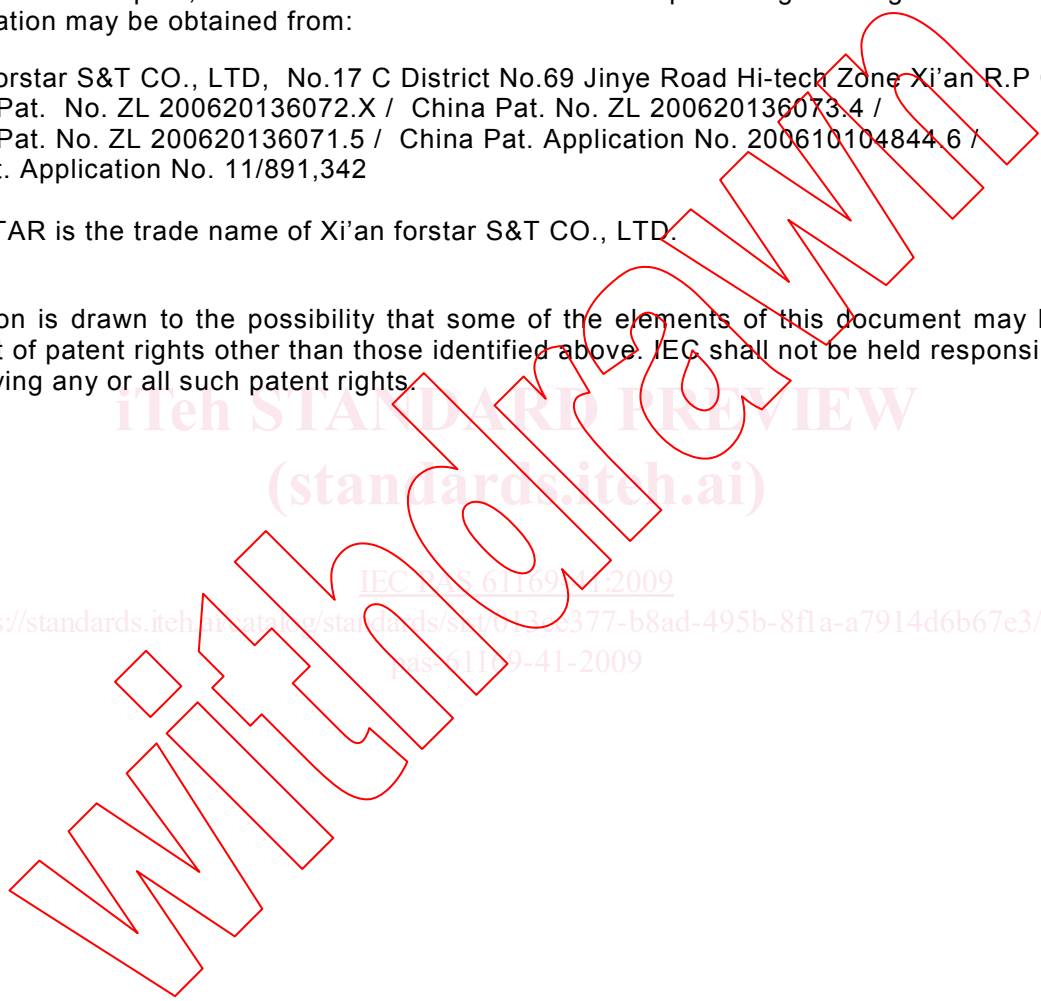 ation may be obtained from:
orstar S&T CO., LTD, No.17 C District No.69 Jinye Road Hi-tech Zone Xi'an R.P
Pat. No. ZL 200620136072.X / China Pat. No. ZL 200620136073.4 /
Pat. No. ZL 200620136071.5 / China Pat. Application No. 200610104844.6 /
. Application No. 11/891,342
TAR is the trade name of Xi'an forstar S&T CO., LTD.
on is drawn to the possibility that some of the elements of this document may
t of patent rights other than those identified above. IEC shall not be held responsi
ying any or all such patent rights.
iTeh STANDARD PREVIEW
(standards.iteh.ai)
IEC PAS 61169-41:2009
s://standards.iteh.ai/catalog/standards/sist/013ee377-b8ad-495b-8f1a-a7914d6b67e3/
pas-61169-41-2009
withdrawn